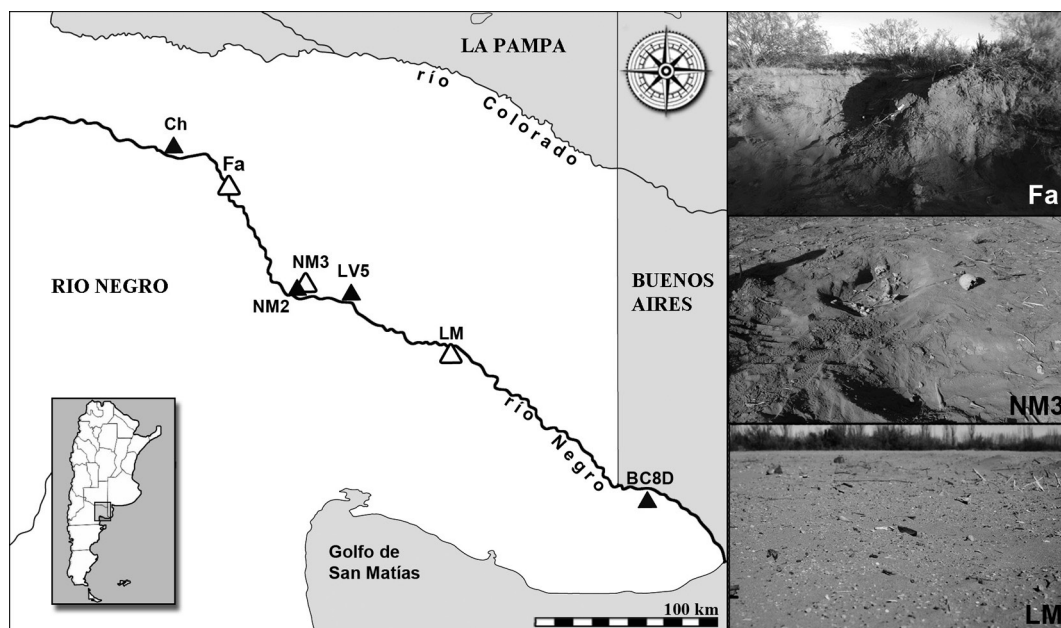 LA PAMPA
río Colorado
Ch
Fa
NM3
LV5
NM2
RIO NEGRO
BUENOS
AIRES
LM
río Negro
BC8D
Golfo de
San Matías
100 km
Fa
NM3
LM